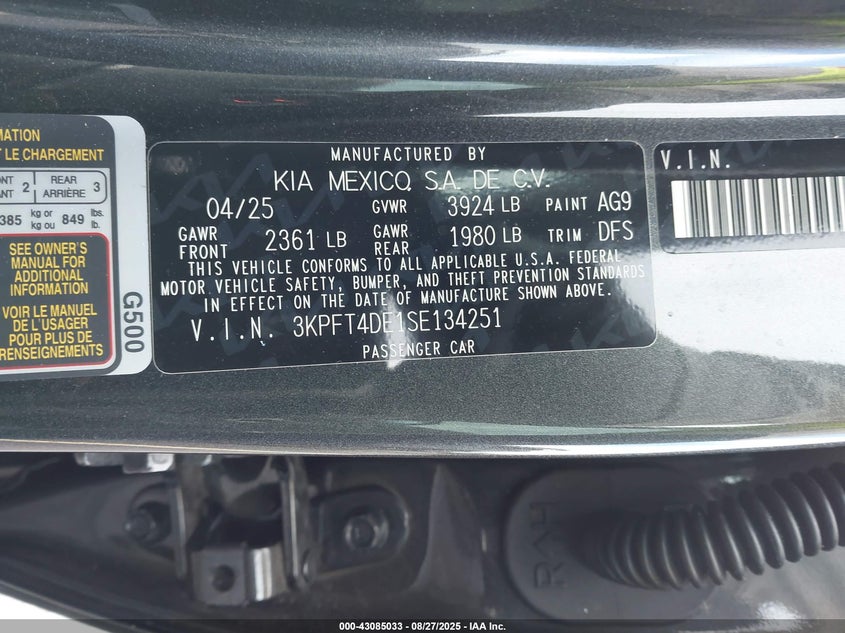 MATION
T LE CHARGEMENT
2
REAR
ARRIÈRE 3
385 kg or
kg ou 849 lbs.
lb.
SEE OWNER'S
MANUAL FOR
ADDITIONAL
INFORMATION
VOIR LE MANUEL
DE L'USAGER
POUR PLUS DE
RENSEIGNEMENTS
G500
MANUFACTURED BY
KIA MEXICO, S.A. DE C.V.
04/25 GVWR 3924 LB PAINT AG9
GAWR
FRONT 2361 LB GAWR
REAR 1980 LB TRIM DFS
THIS VEHICLE CONFORMS TO ALL APPLICABLE U.S.A. FEDERAL
MOTOR VEHICLE SAFETY, BUMPER, AND THEFT PREVENTION STANDARDS
IN EFFECT ON THE DATE OF MANUFACTURE SHOWN ABOVE.
V.I.N. 3KPFT4DE1SE134251
PASSENGER CAR
V.I.N.
RAH
000-43085033 - 08/27/2025 - IAA Inc.